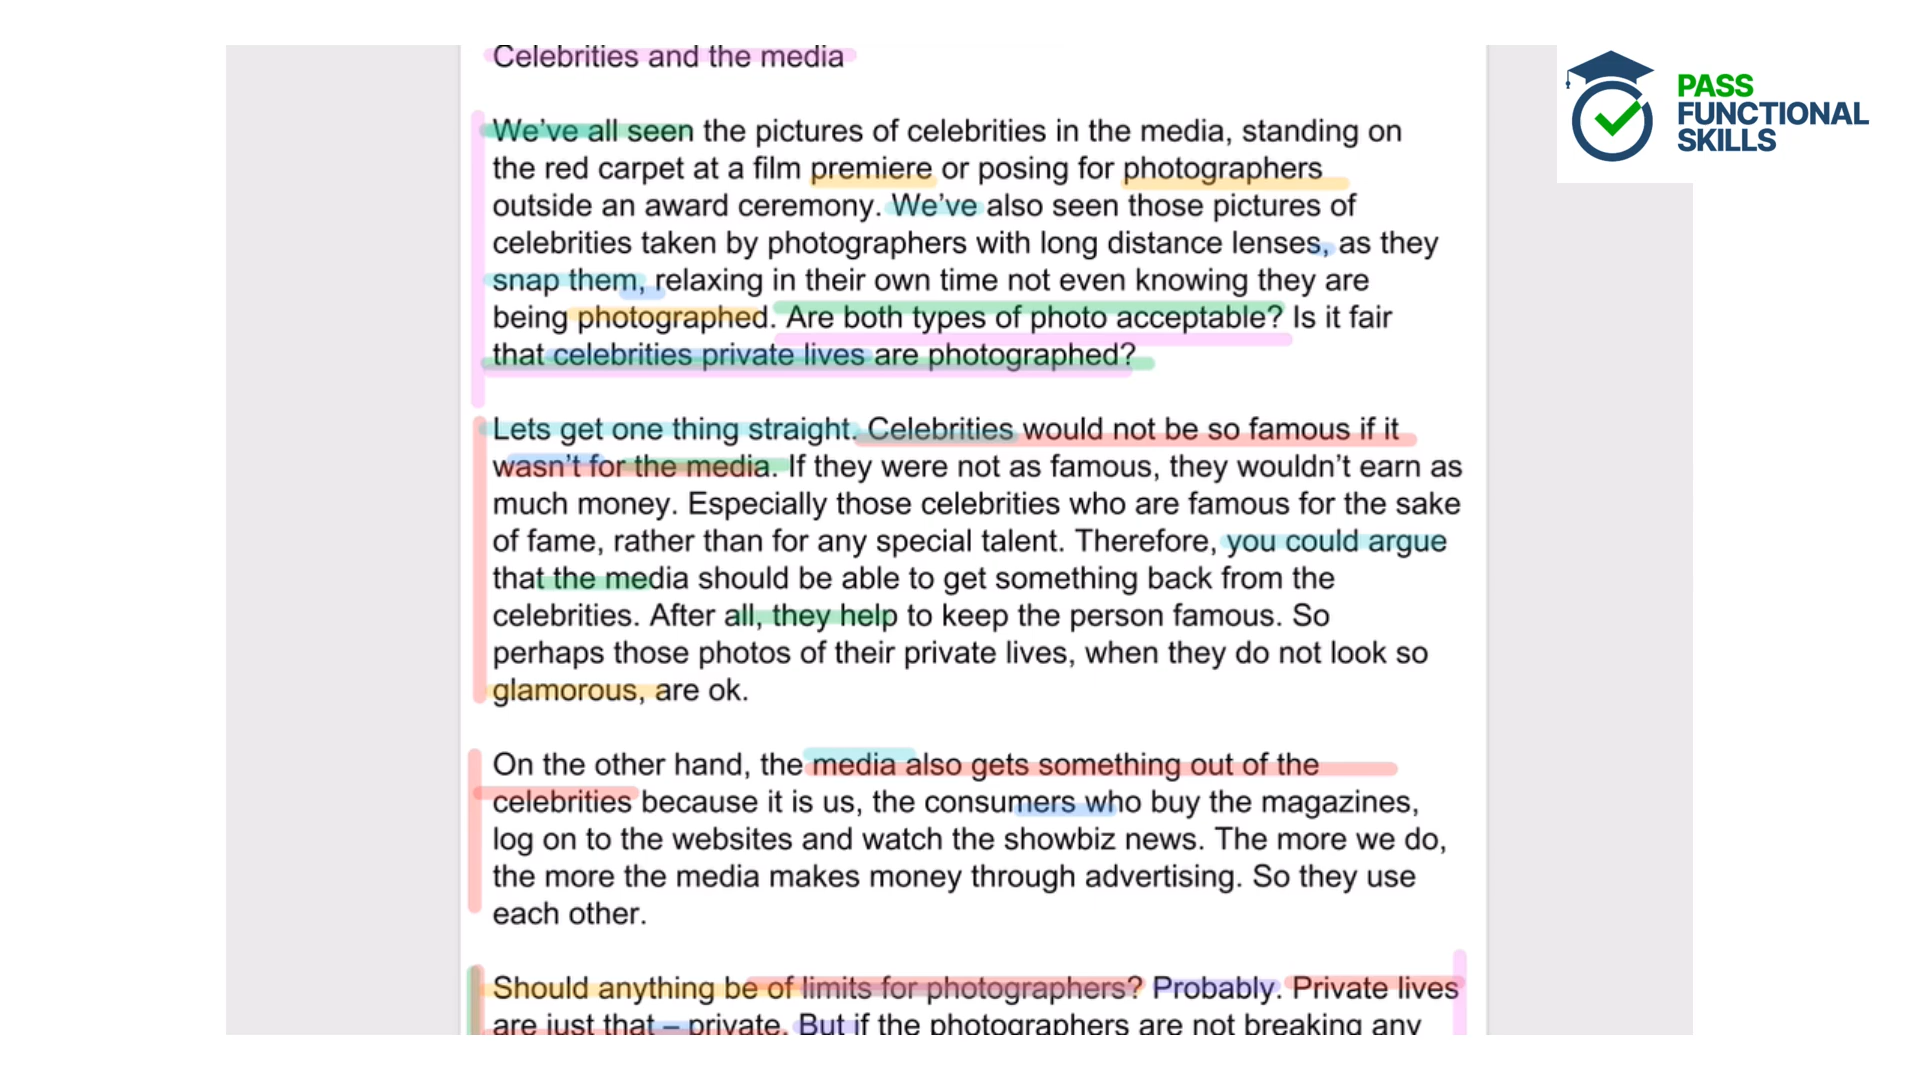 Celebrities and the media
PASS
FUNCTIONAL
SKILLS
We've all seen the pictures of celebrities in the media, standing on
the red carpet at a film premiere or posing for photographers
outside an award ceremony. We've also seen those pictures of
celebrities taken by photographers with long distance lenses, as they
snap them, relaxing in their own time not even knowing they are
being photographed. Are both types of photo acceptable? Is it fair
that celebrities private lives are photographed?
Lets get one thing straight. Celebrities would not be so famous if it
wasn't for the media. If they were not as famous, they wouldn't earn as
much money. Especially those celebrities who are famous for the sake
of fame, rather than for any special talent. Therefore, you could argue
that the media should be able to get something back from the
celebrities. After all, they help to keep the person famous. So
perhaps those photos of their private lives, when they do not look so
glamorous, are ok.
On the other hand, the media also gets something out of the
celebrities because it is us, the consumers who buy the magazines,
log on to the websites and watch the showbiz news. The more we do,
the more the media makes money through advertising. So they use
each other.
Should anything be of limits for photographers? Probably. Private lives
are just that – private. But if the photographers are not breaking any